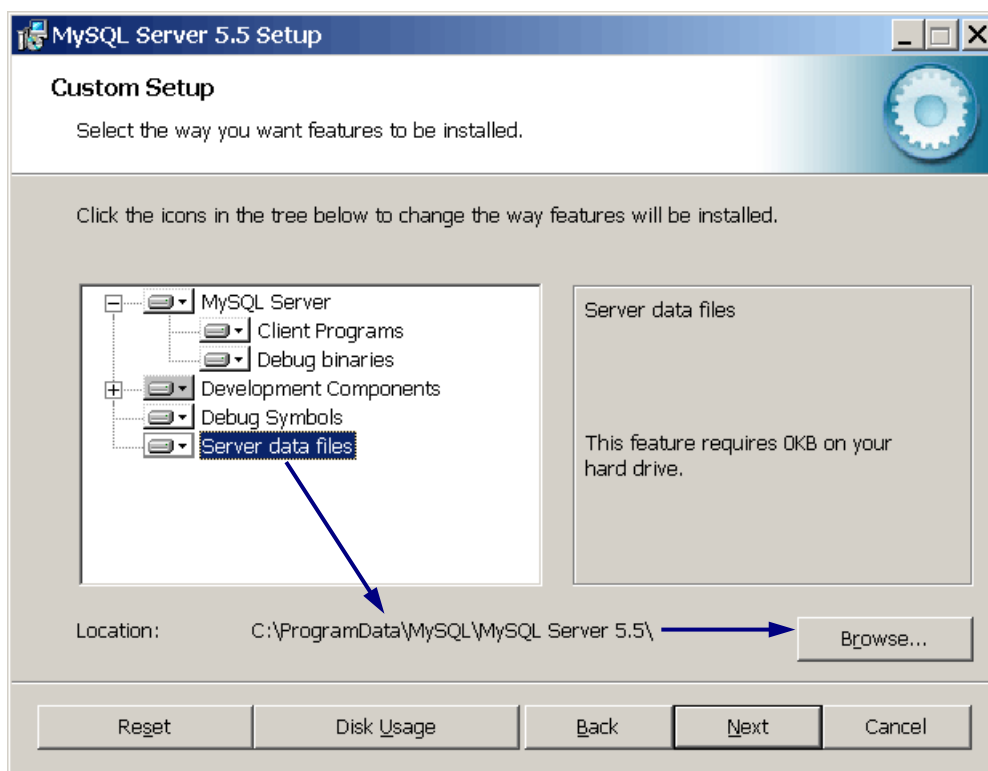 MySQL Server 5.5 Setup
Custom Setup
Select the way you want features to be installed.
Click the icons in the tree below to change the way features will be installed.
MySQL Server
Client Programs
Debug binaries
Development Components
Debug Symbols
Server data files
Server data files
This feature requires 0KB on your
hard drive.
Location: C:\ProgramData\MySQL\MySQL Server 5.5\
Browse...
Reset Disk Usage Back Next Cancel